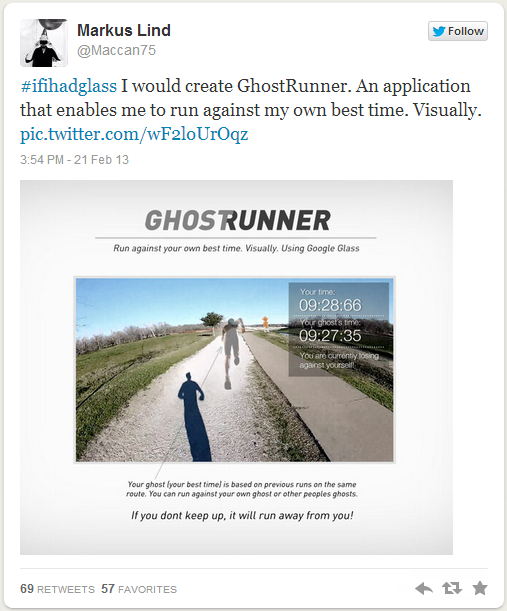 Markus Lind
@Maccan75
Follow
#ifihadglass I would create GhostRunner. An application
that enables me to run against my own best time. Visually.
pic.twitter.com/wF2loUrOqz
3:54 PM - 21 Feb 13
GHOSTRUNNER
Run against your own best time. Visually. Using Google Glass
Your time:
09:28:66
Your ghost's time:
09:27:35
You are currently losing
against yourself!
Your ghost (your best time) is based on previous runs on the same
route. You can run against your own ghost or other peoples ghosts.
If you dont keep up, it will run away from you!
69 RETWEETS 57 FAVORITES